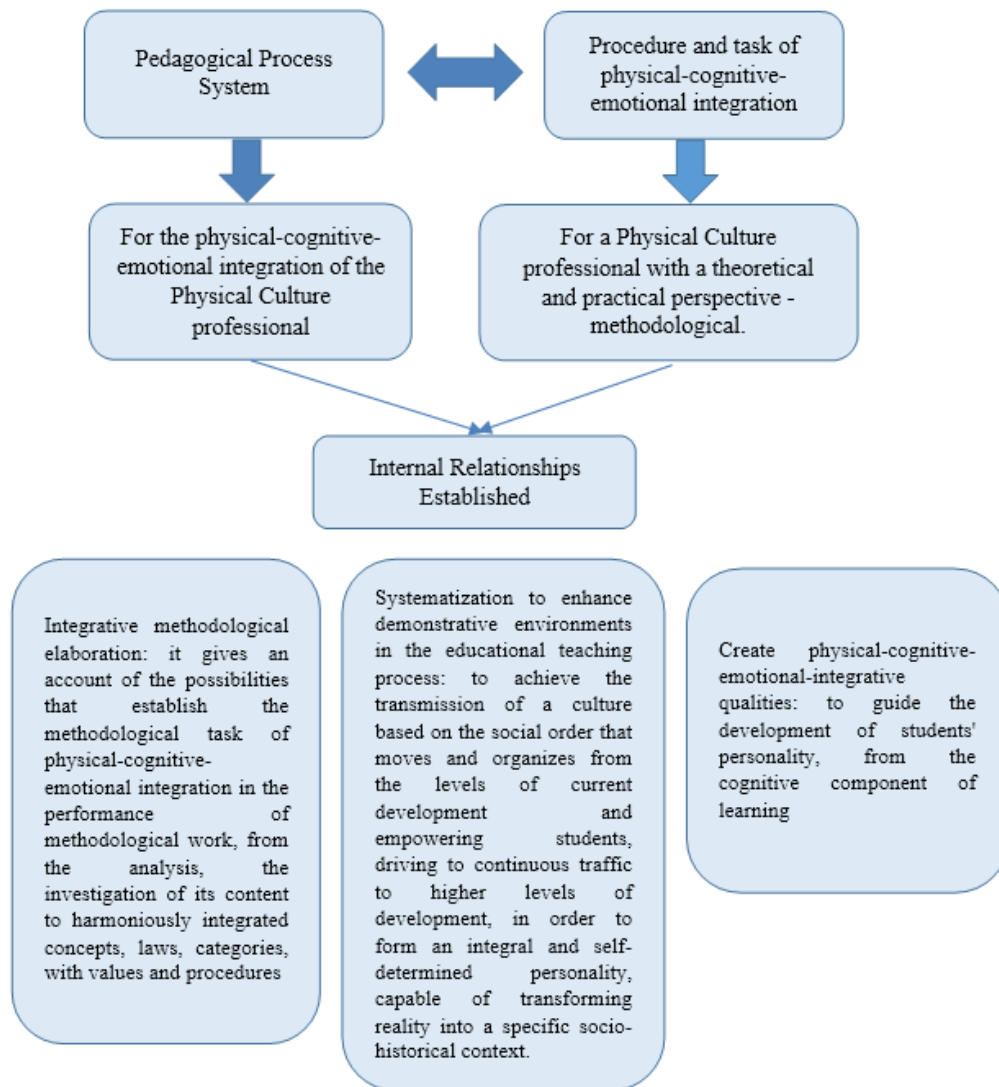 Pedagogical Process
System
Procedure and task of
physical-cognitive-
emotional integration
For the physical-cognitive-
emotional integration of the
Physical Culture
professional
For a Physical Culture
professional with a theoretical
and practical perspective -
methodological.
Internal Relationships
Established
Integrative methodological
elaboration: it gives an
account of the possibilities
that establish the
methodological task of
physical-cognitive-
emotional integration in the
performance of
methodological work, from
the analysis, the
investigation of its content
to harmoniously integrated
concepts, laws, categories,
with values and procedures
Systematization to enhance
demonstrative environments
in the educational teaching
process: to achieve the
transmission of a culture
based on the social order that
moves and organizes from
the levels of current
development and
empowering students,
driving to continuous traffic
to higher levels of
development, in order to
form an integral and self-
determined personality,
capable of transforming
reality into a specific socio-
historical context.
Create physical-cognitive-
emotional-integrative
qualities: to guide the
development of students'
personality, from the
cognitive component of
learning